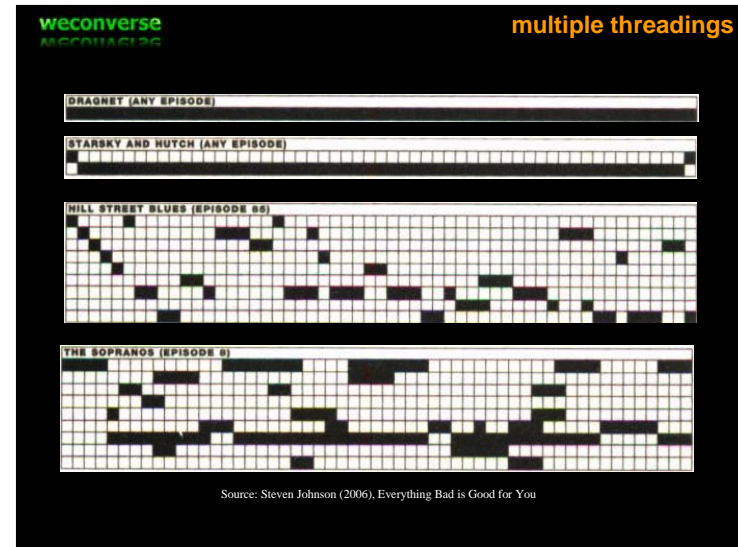 weconverse
multiple threadings
DRAGNET (ANY EPISODE)
STARSKY AND HUTCH (ANY EPISODE)
HILL STREET BLUES (EPISODE 85)
THE SOPRANOS (EPISODE 8)
Source: Steven Johnson (2006), Everything Bad is Good for You